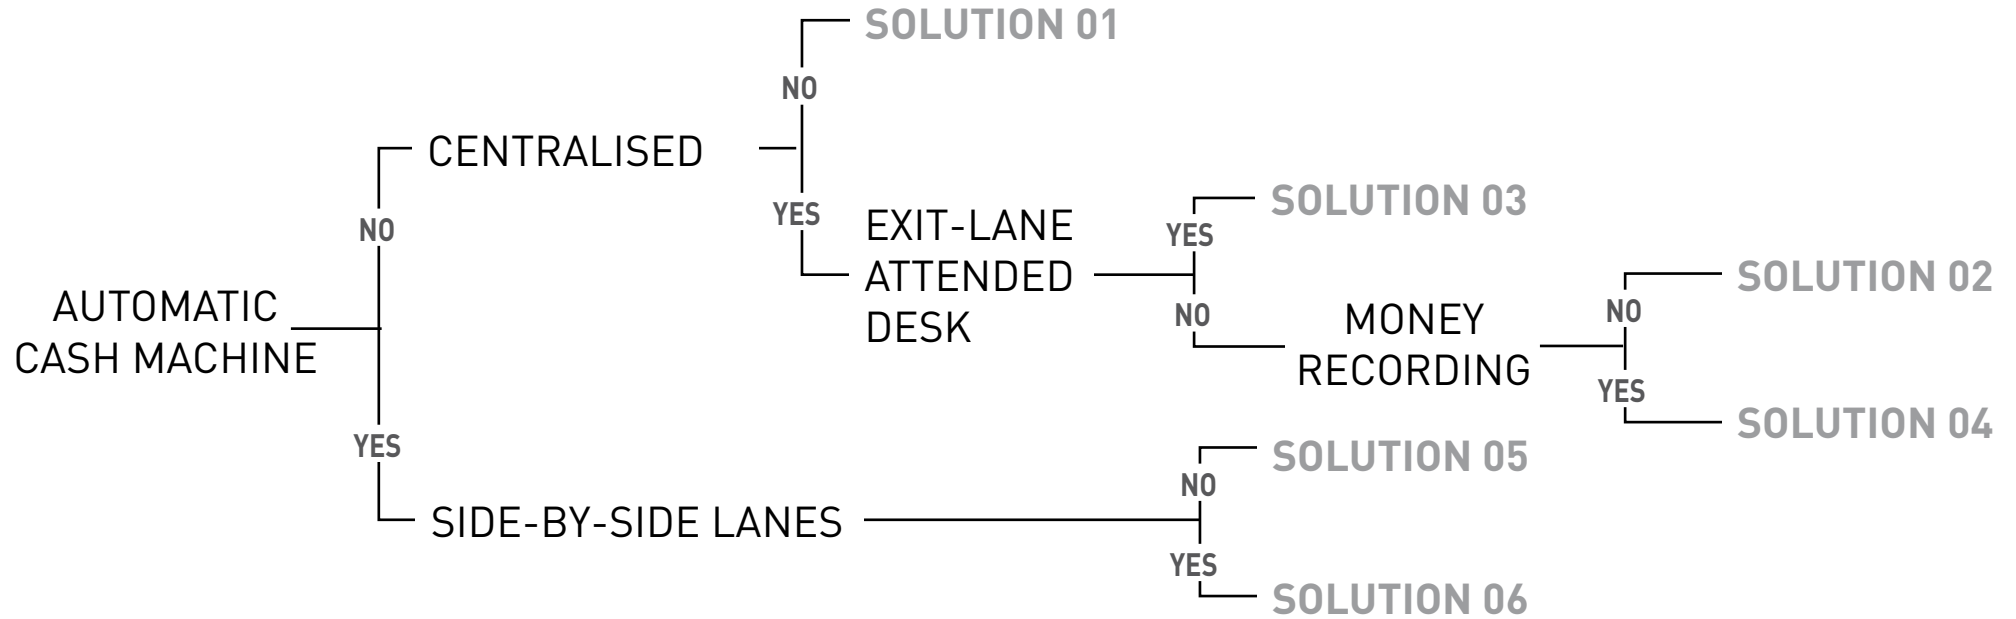 SOLUTION 01
NO
CENTRALISED
YES
NO
EXIT-LANE
ATTENDED
DESK
YES
SOLUTION 03
NO
AUTOMATIC
CASH MACHINE
MONEY
RECORDING
NO
SOLUTION 02
YES
SOLUTION 04
YES
SIDE-BY-SIDE LANES
NO
SOLUTION 05
YES
SOLUTION 06